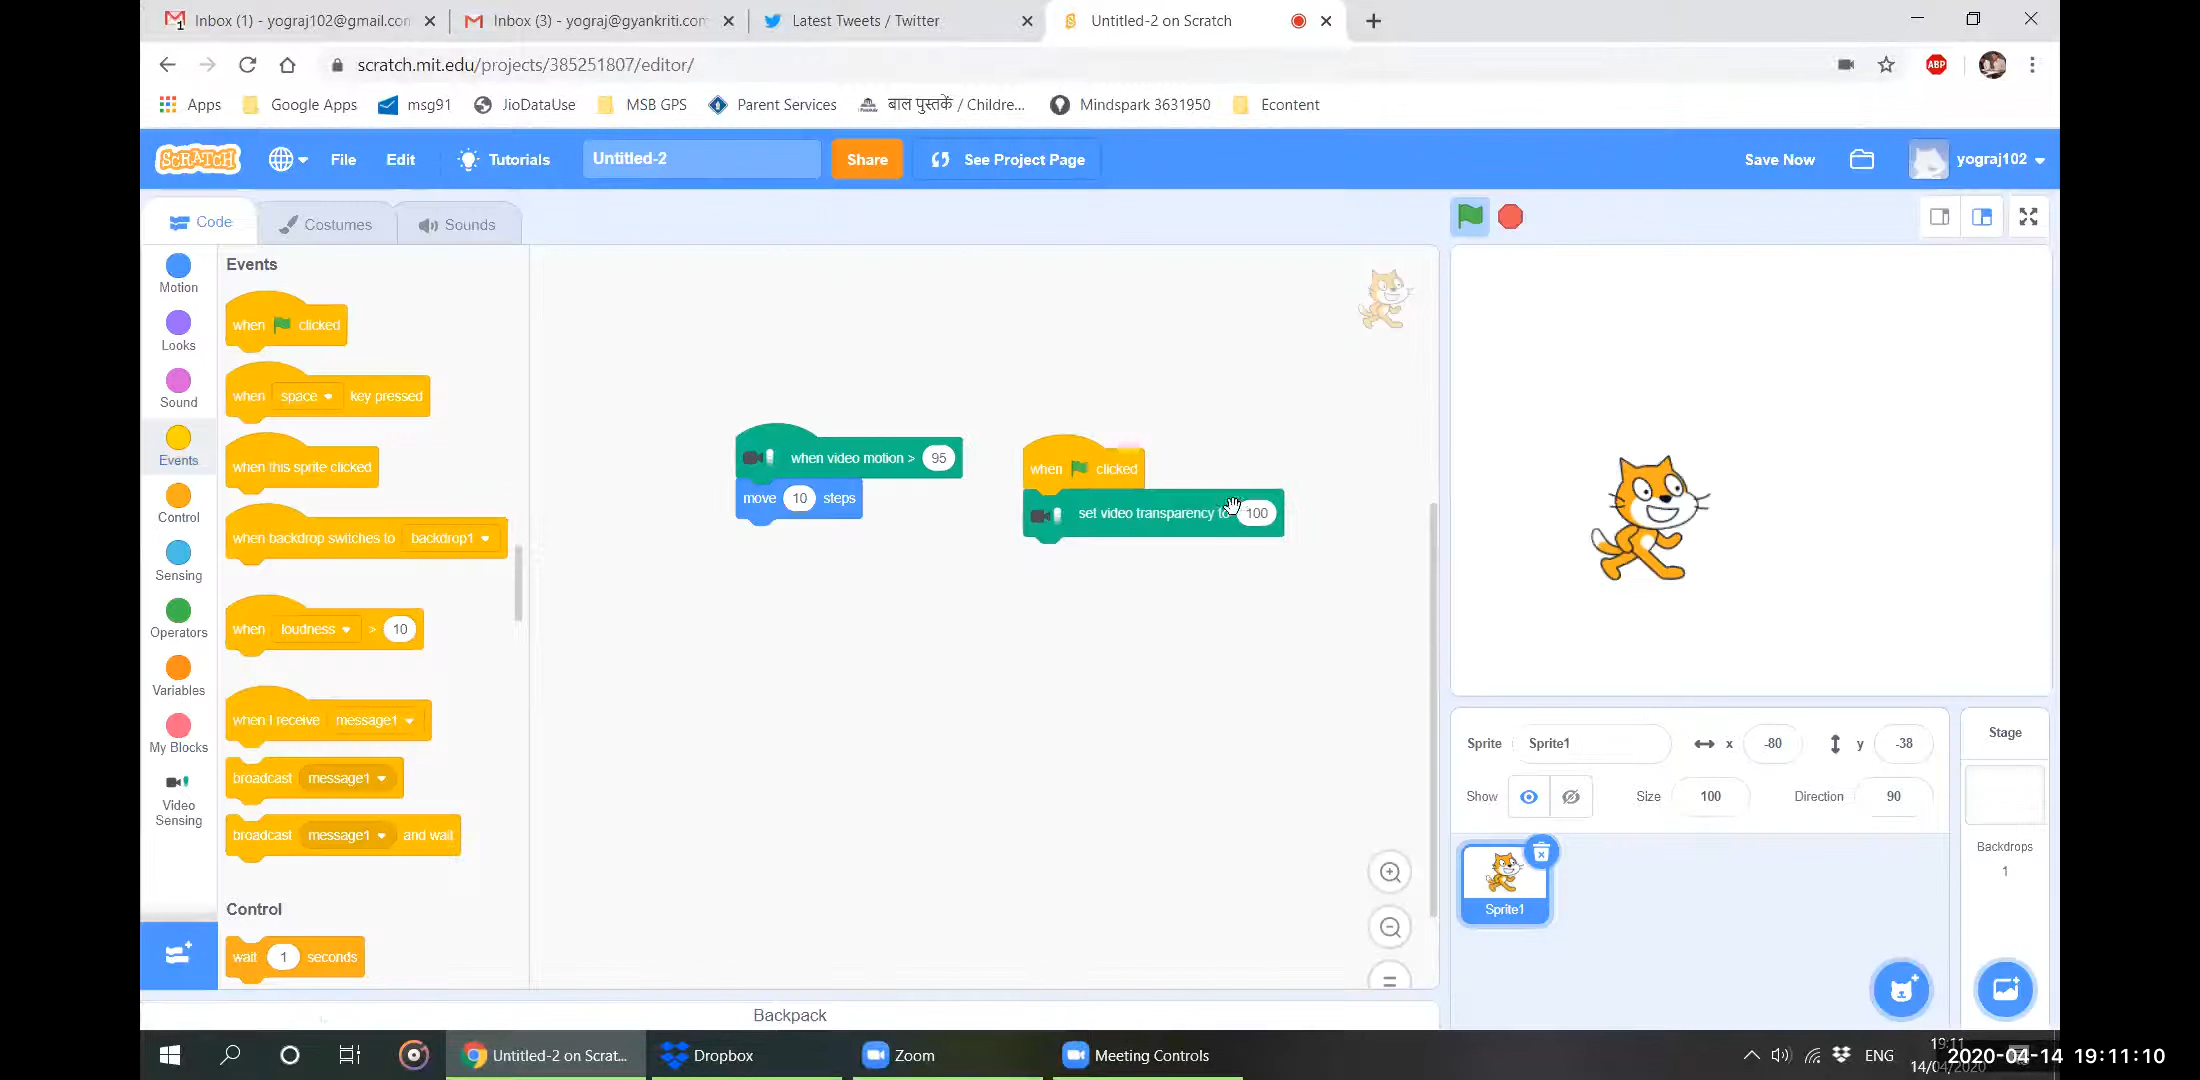 Inbox (1) - yograj102@gmail.com
Inbox (3) - yograj@gyankriti.com
Latest Tweets / Twitter
Untitled-2 on Scratch
scratch.mit.edu/projects/385251807/editor/
ABP
Apps
Google Apps
msg91
JioDataUse
MSB GPS
Parent Services
बाल पुस्तकें / Childre...
Mindspark 3631950
Econtent
SCRATCH
File
Edit
Tutorials
Untitled-2
Share
See Project Page
Save Now
yograj102
Code
Costumes
Sounds
Motion
Looks
Sound
Events
Control
Sensing
Operators
Variables
My Blocks
Video
Sensing
Events
when clicked
when space key pressed
when this sprite clicked
when backdrop switches to backdrop1
when loudness > 10
when I receive message1
broadcast message1
broadcast message1 and wait
Control
wait 1 seconds
when video motion > 95
move 10 steps
when clicked
set video transparency to 100
Sprite Sprite1 x -80 y -38
Show Size 100 Direction 90
Sprite1
Stage
Backdrops
1
Backpack
Untitled-2 on Scrat...
Dropbox
Zoom
Meeting Controls
ENG
19:11
14/04/2020
2020-04-14 19:11:10